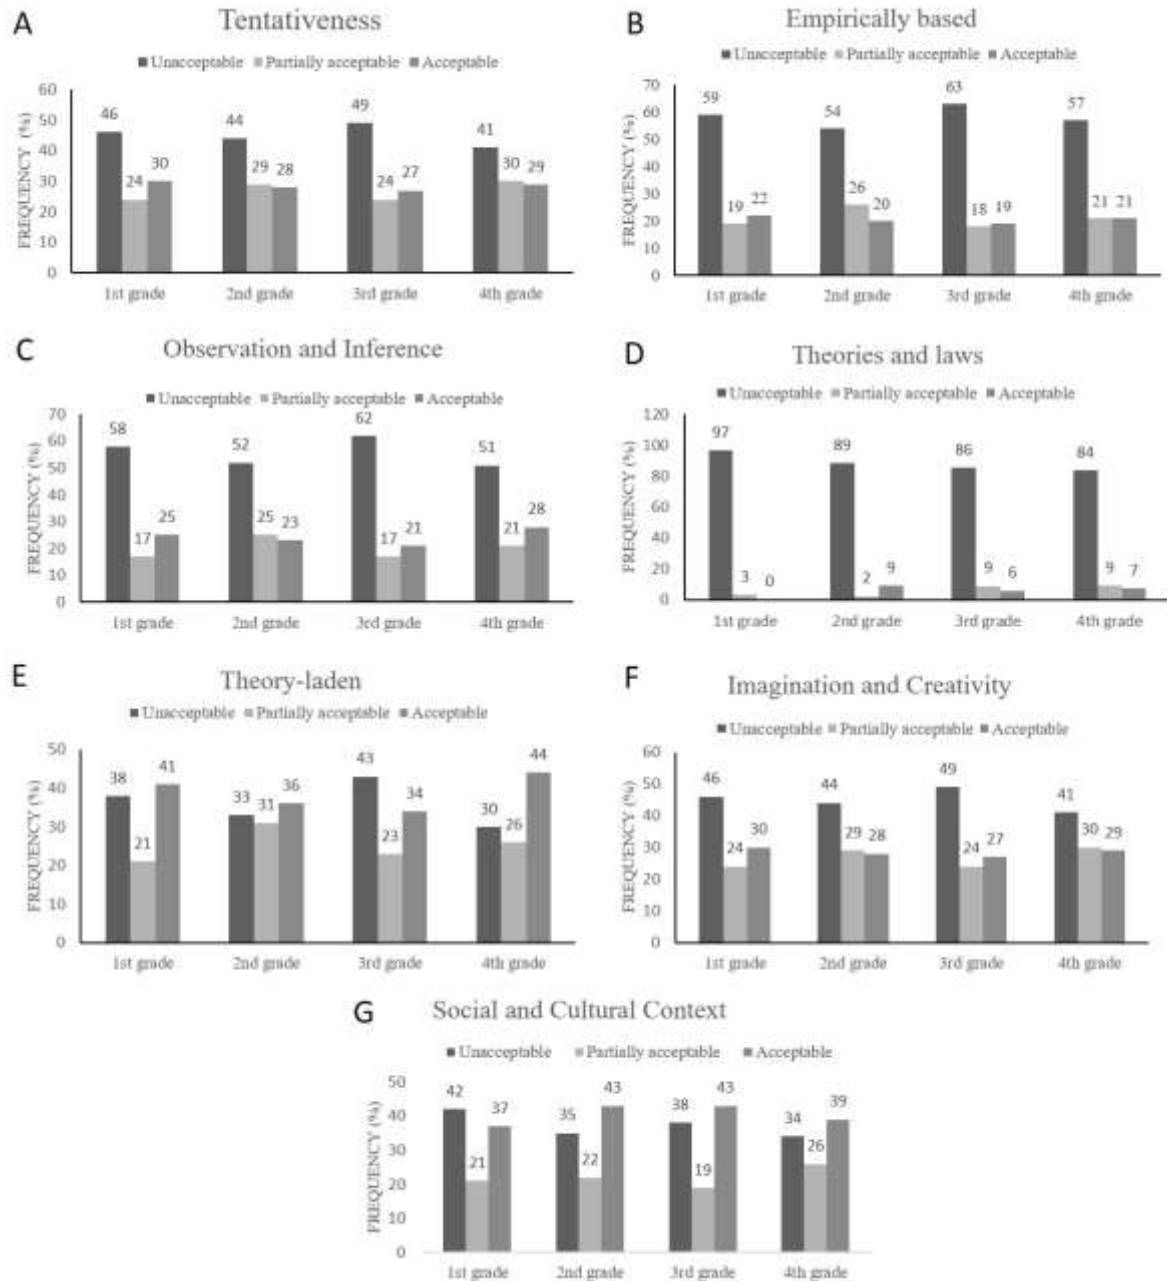 A
Tentativeness
■ Unacceptable ■ Partially acceptable ■ Acceptable
FREQUENCY (%)
60
50
40
30
20
10
0
46 24 30
44 29 28
49 24 27
41 30 29
1st grade 2nd grade 3rd grade 4th grade
B
Empirically based
■ Unacceptable ■ Partially acceptable ■ Acceptable
FREQUENCY (%)
70
60
50
40
30
20
10
0
59 19 22
54 26 20
63 18 19
57 21 21
1st grade 2nd grade 3rd grade 4th grade
C
Observation and Inference
■ Unacceptable ■ Partially acceptable ■ Acceptable
FREQUENCY (%)
70
60
50
40
30
20
10
0
58 17 25
52 25 23
62 17 21
51 21 28
1st grade 2nd grade 3rd grade 4th grade
D
Theories and laws
■ Unacceptable ■ Partially acceptable ■ Acceptable
FREQUENCY (%)
120
100
80
60
40
20
0
97 3 0
89 2 9
86 9 6
84 9 7
1st grade 2nd grade 3rd grade 4th grade
E
Theory-laden
■ Unacceptable ■ Partially acceptable ■ Acceptable
FREQUENCY (%)
50
40
30
20
10
0
38 21 41
33 31 36
43 23 34
30 26 44
1st grade 2nd grade 3rd grade 4th grade
F
Imagination and Creativity
■ Unacceptable ■ Partially acceptable ■ Acceptable
FREQUENCY (%)
60
50
40
30
20
10
0
46 24 30
44 29 28
49 24 27
41 30 29
1st grade 2nd grade 3rd grade 4th grade
G
Social and Cultural Context
■ Unacceptable ■ Partially acceptable ■ Acceptable
FREQUENCY (%)
50
40
30
20
10
0
42 21 37
35 22 43
38 19 43
34 26 39
1st grade 2nd grade 3rd grade 4th grade